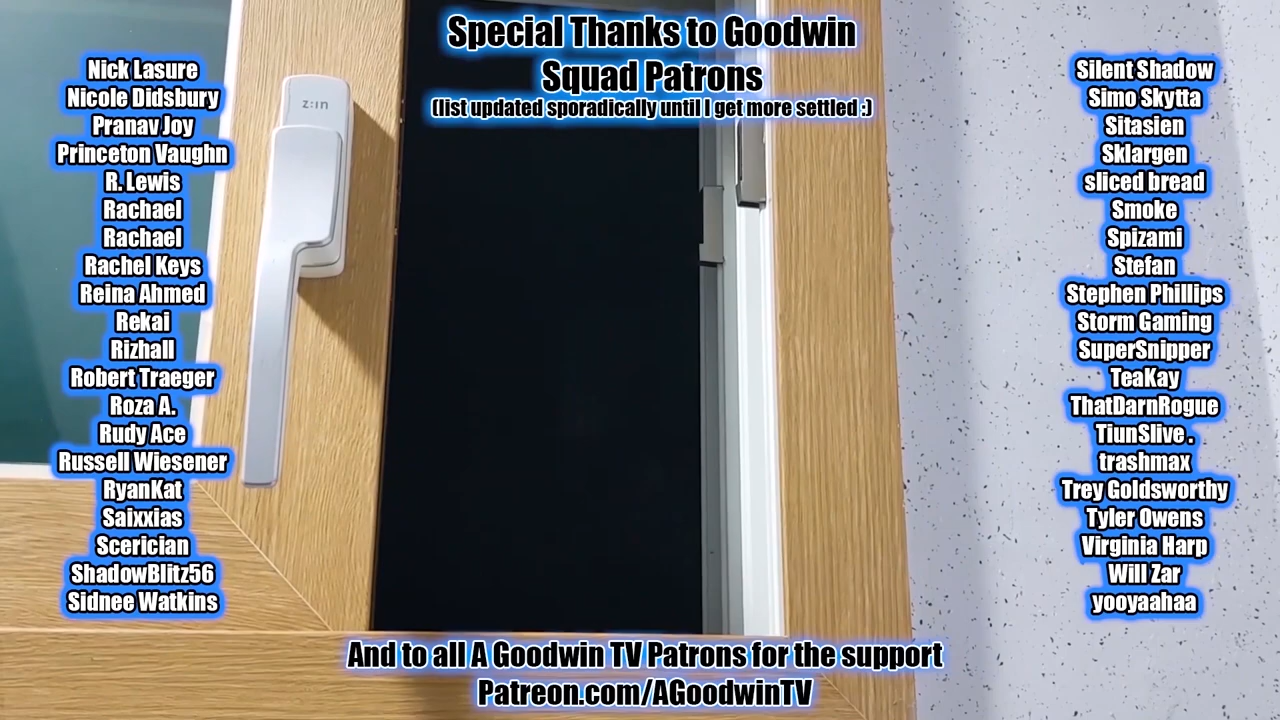 Special Thanks to Goodwin
Squad Patrons
(list updated sporadically until I get more settled :)
Nick Lasure
Nicole Didsbury
Pranav Joy
Princeton Vaughn
R. Lewis
Rachael
Rachael
Rachel Keys
Reina Ahmed
Rekai
Rizhall
Robert Traeger
Roza A.
Rudy Ace
Russell Wiesener
RyanKat
Saixxias
Scerician
ShadowBlitz56
Sidnee Watkins
z:ın
Silent Shadow
Simo Skytta
Sitasien
Sklargen
sliced bread
Smoke
Spizami
Stefan
Stephen Phillips
Storm Gaming
SuperSnipper
TeaKay
ThatDarnRogue
TiunSlive .
trashmax
Trey Goldsworthy
Tyler Owens
Virginia Harp
Will Zar
yooyaahaa
And to all A Goodwin TV Patrons for the support
Patreon.com/AGoodwinTV